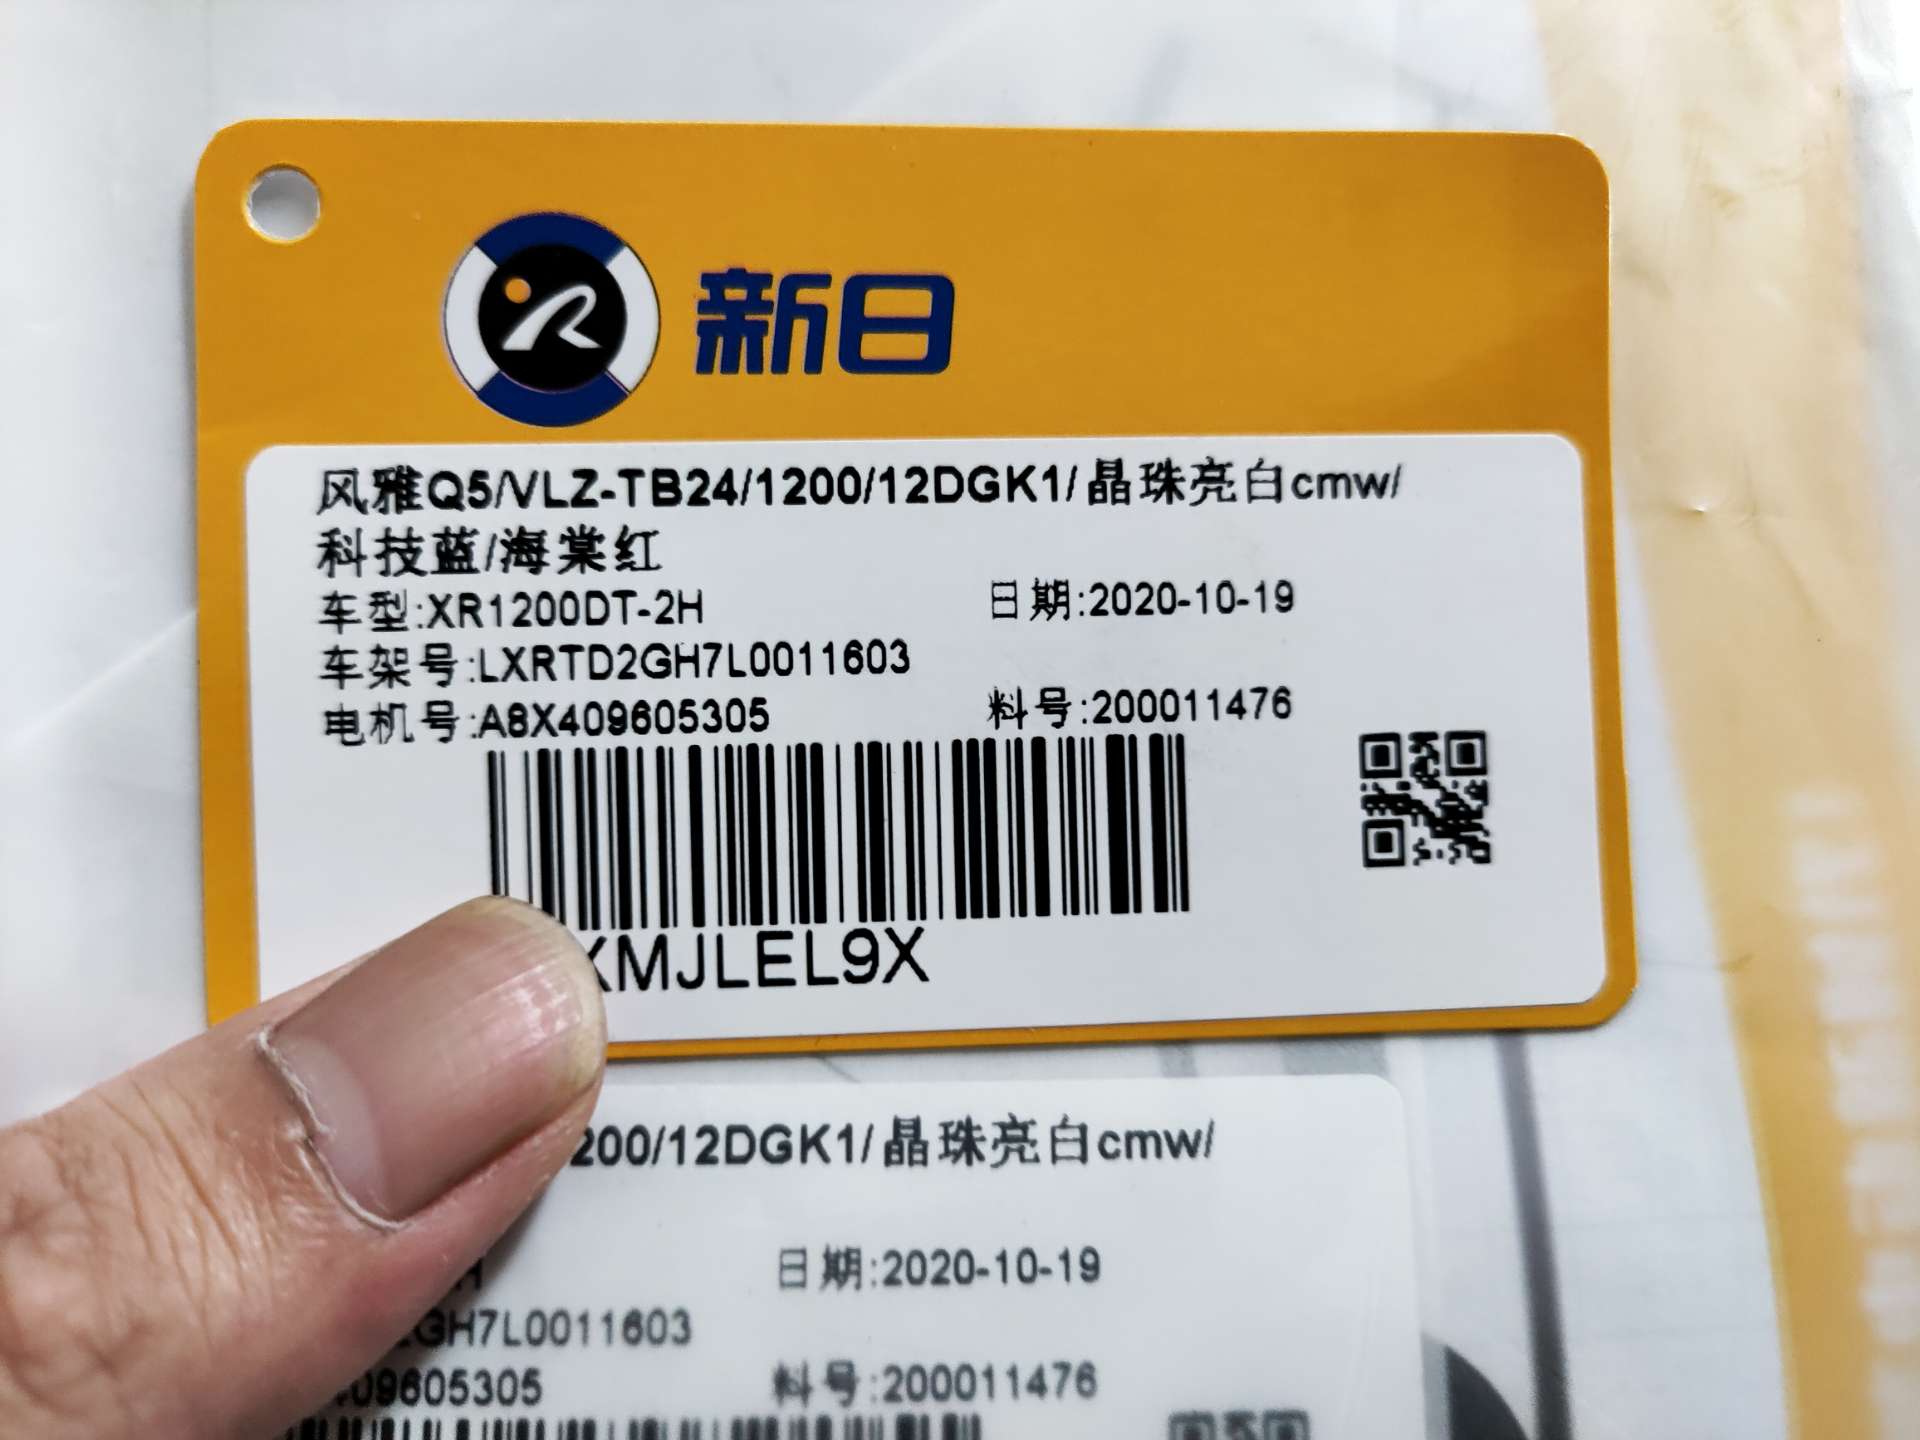 新日
风雅Q5/VLZ-TB24/1200/12DGK1/晶珠亮白cmw/
科技蓝/海棠红
车型:XR1200DT-2H
日期:2020-10-19
车架号:LXRTD2GH7L0011603
电机号:A8X409605305
料号:200011476
XMJLEL9X
200/12DGK1/晶珠亮白cmw/
日期:2020-10-19
GH7L0011603
409605305
料号:200011476